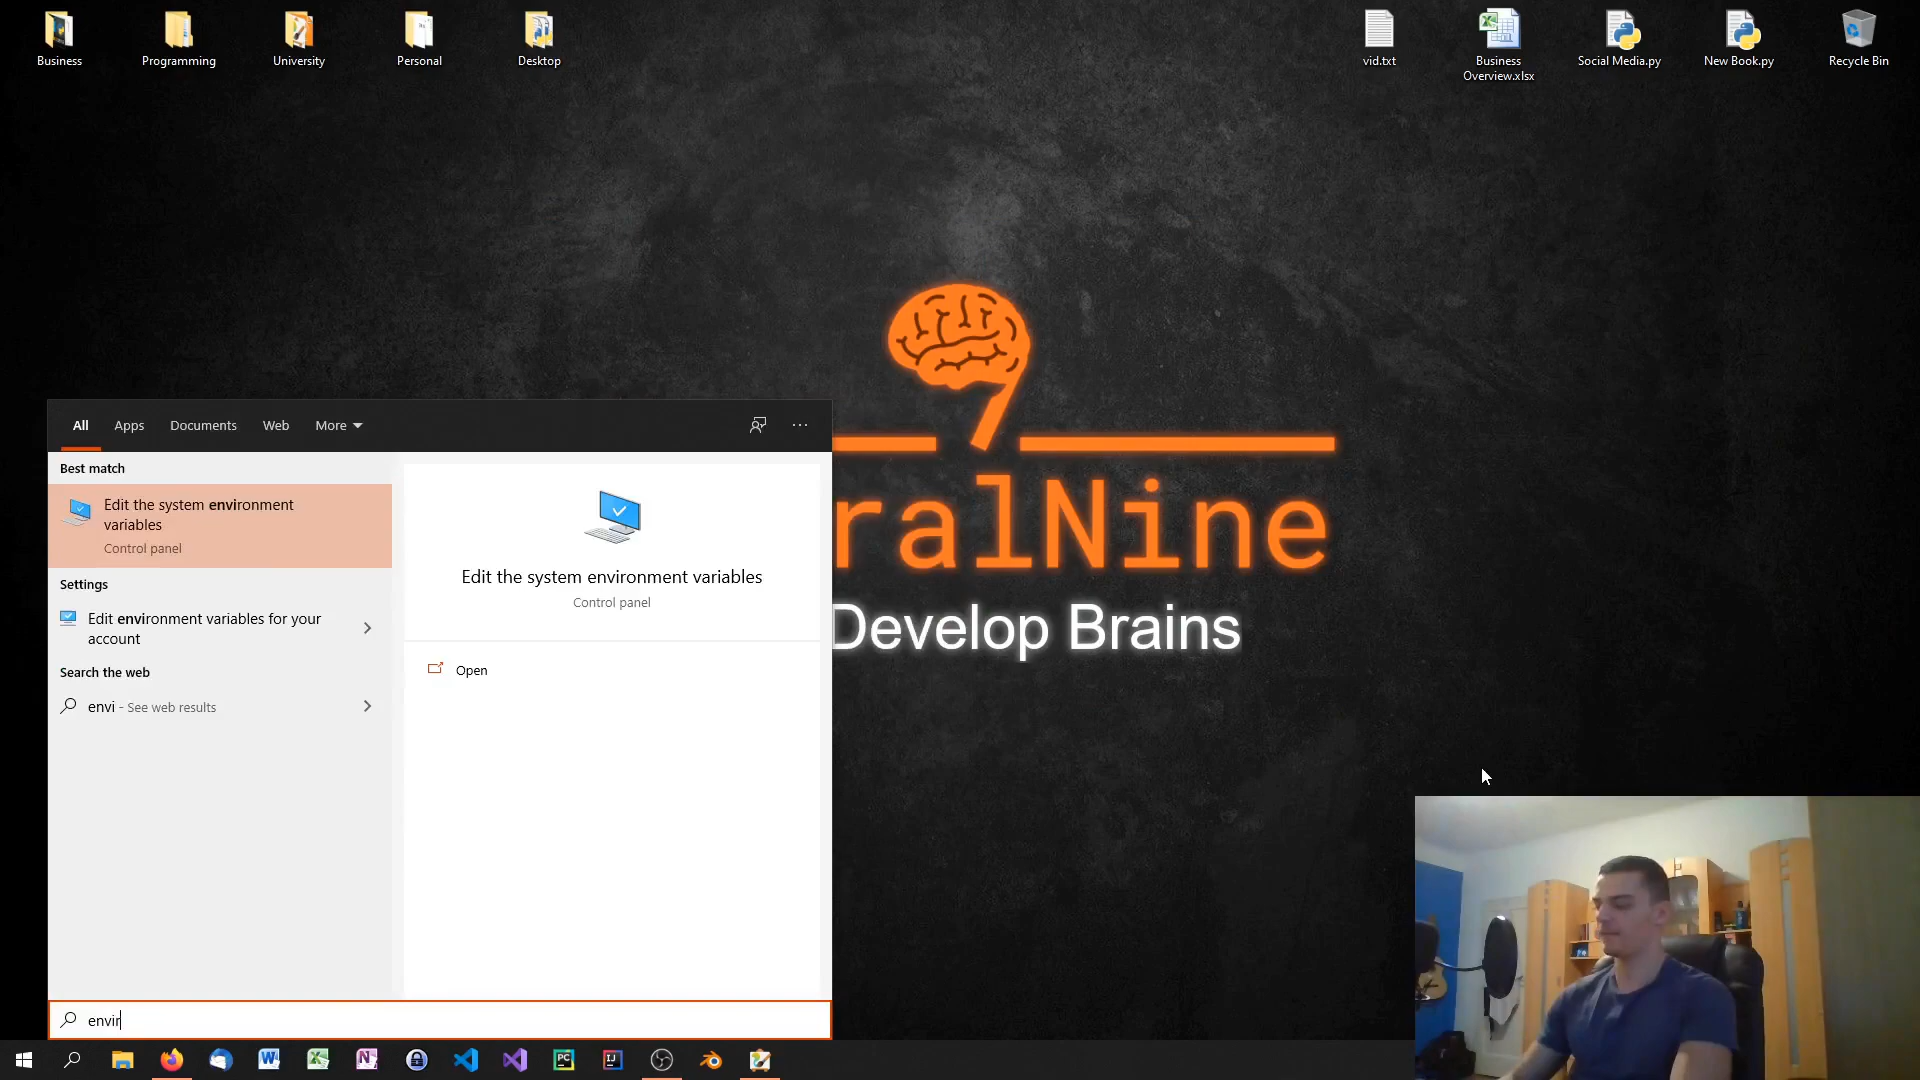 Business
Programming
University
Personal
Desktop
vid.txt
Business
Overview.xlsx
Social Media.py
New Book.py
Recycle Bin
All
Apps
Documents
Web
More
...
Best match
Edit the system environment
variables
Control panel
Settings
Edit environment variables for your
account
Search the web
envi - See web results
Edit the system environment variables
Control panel
Open
ralNine
Develop Brains
envir
PC
IJ